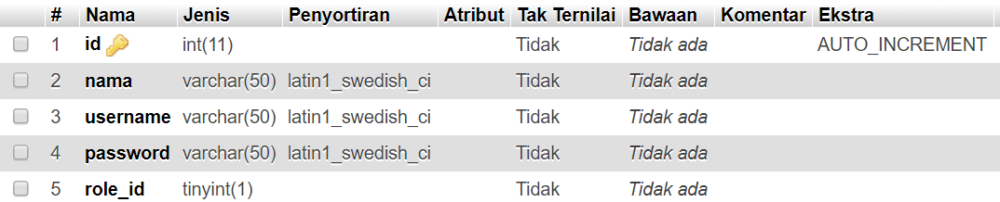 # Nama Jenis Penyortiran Atribut Tak Ternilai Bawaan Komentar Ekstra
1 id int(11) Tidak Tidak ada AUTO_INCREMENT
2 nama varchar(50) latin1_swedish_ci Tidak Tidak ada
3 username varchar(50) latin1_swedish_ci Tidak Tidak ada
4 password varchar(50) latin1_swedish_ci Tidak Tidak ada
5 role_id tinyint(1) Tidak Tidak ada